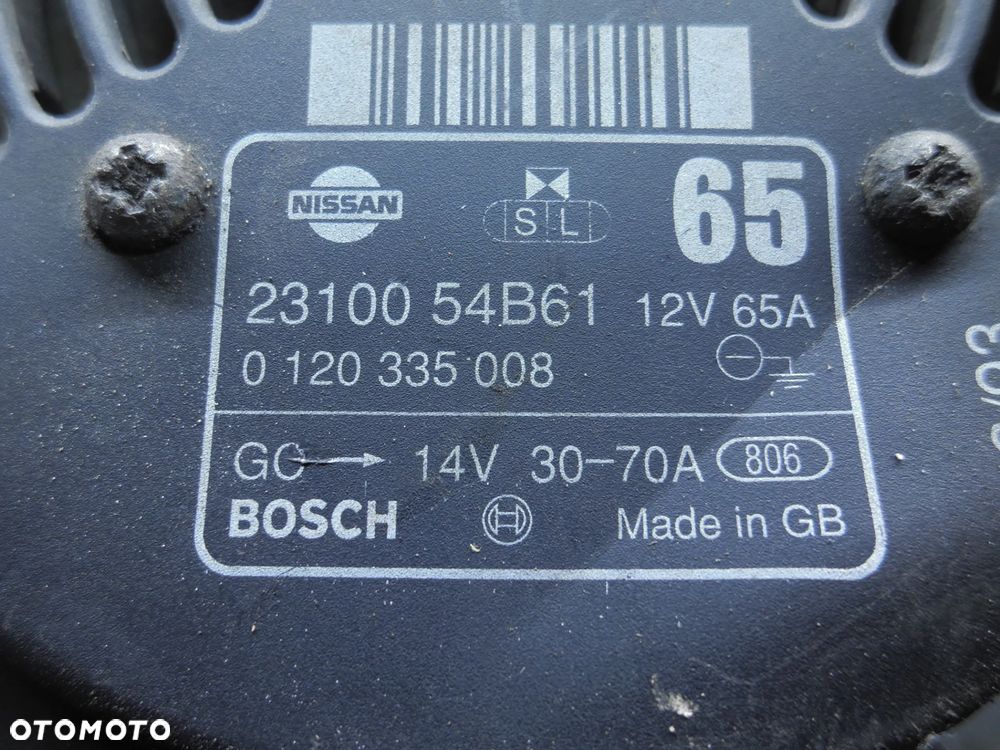 NISSAN
S L
65
23100 54B61 12V 65A
0 120 335 008
GC → 14V 30-70A 806
BOSCH Made in GB
OTOMOTO